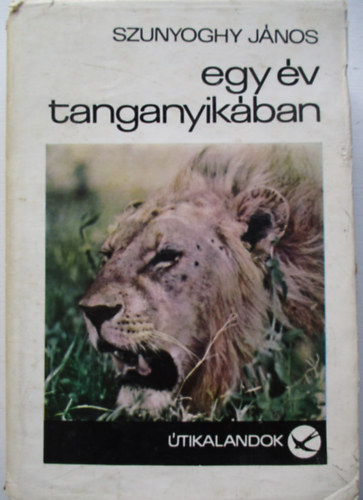 SZUNYOGHY JÁNOS
egy év
tanganyikában
ÚTIKALANDOK